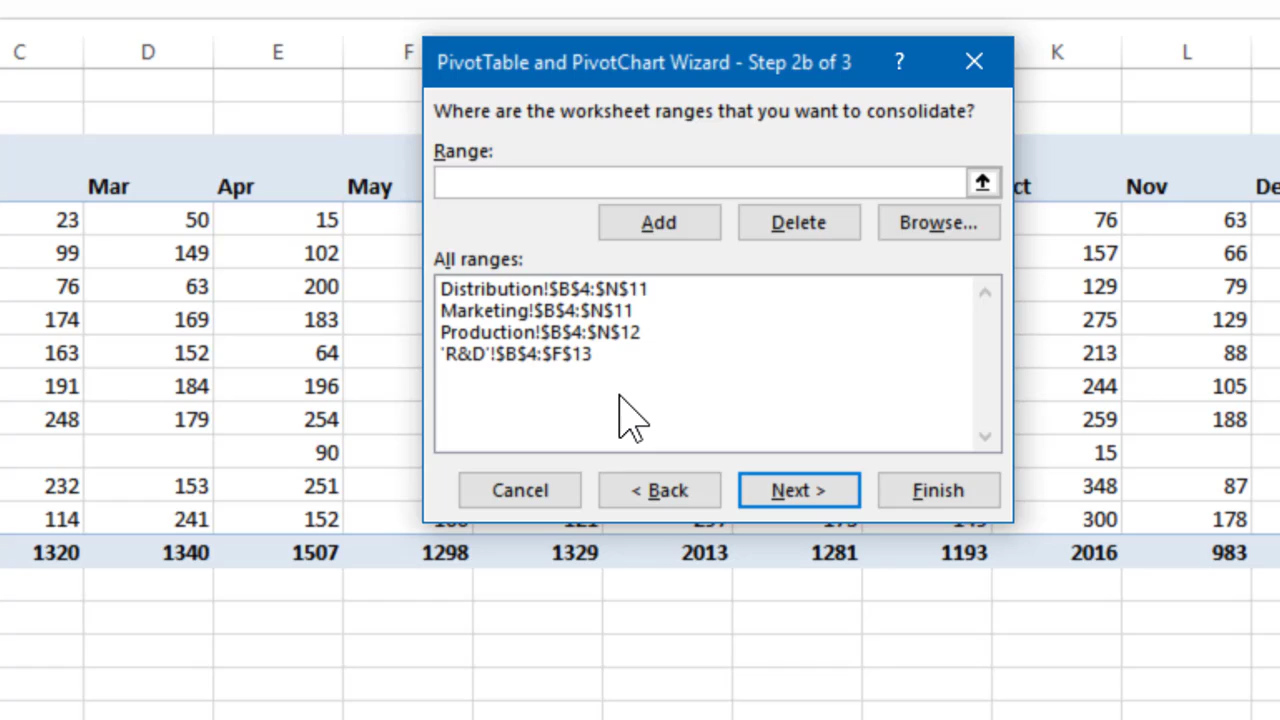 C D E F K L
PivotTable and PivotChart Wizard - Step 2b of 3 ?
Where are the worksheet ranges that you want to consolidate?
Range:
Mar Apr May ct Nov De
Add Delete Browse...
All ranges:
Distribution!$B$4:$N$11
Marketing!$B$4:$N$11
Production!$B$4:$N$12
'R&D'!$B$4:$F$13
Cancel < Back Next > Finish
23 50 15 76 63
99 149 102 157 66
76 63 200 129 79
174 169 183 275 129
163 152 64 213 88
191 184 196 244 105
248 179 254 259 188
90 15
232 153 251 348 87
114 241 152 300 178
1320 1340 1507 1298 1329 2013 1281 1193 2016 983